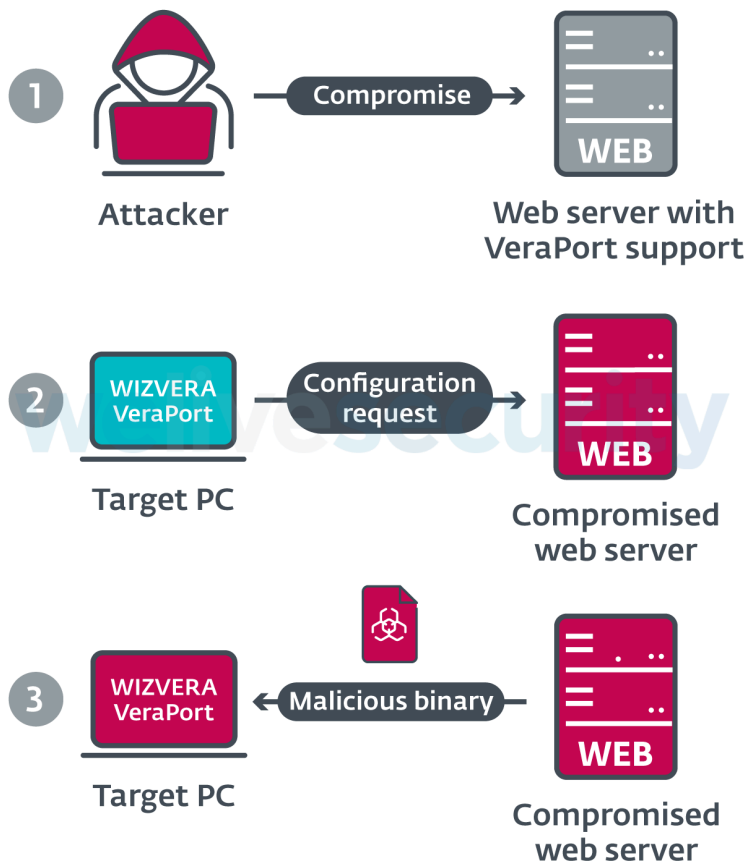 1
Compromise
WEB
Attacker
Web server with
VeraPort support
2
WIZVERA
VeraPort
Configuration
request
WEB
welivesecurity
Target PC
Compromised
web server
3
WIZVERA
VeraPort
Malicious binary
WEB
Target PC
Compromised
web server